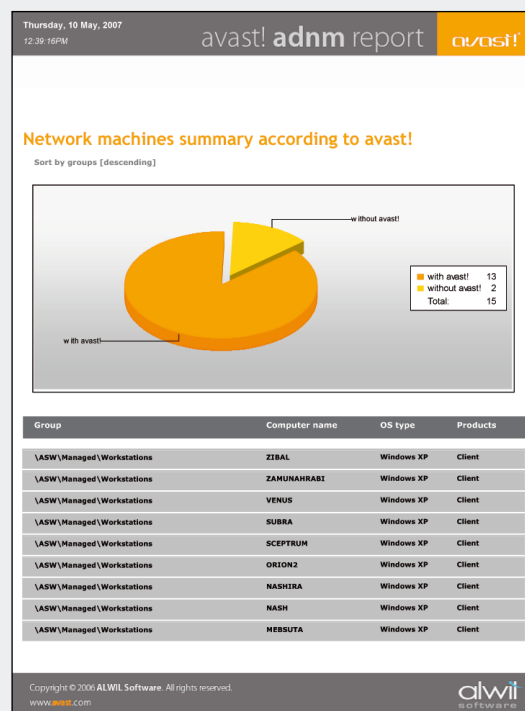 Thursday, 10 May, 2007
12:39:16PM
avast! adnm report
avast!
Network machines summary according to avast!
Sort by groups [descending]
without avast!
with avast!
with avast! 13
without avast! 2
Total: 15
Group Computer name OS type Products
\ASW\Managed\Workstations ZIBAL Windows XP Client
\ASW\Managed\Workstations ZAMUNAHRABI Windows XP Client
\ASW\Managed\Workstations VENUS Windows XP Client
\ASW\Managed\Workstations SUBRA Windows XP Client
\ASW\Managed\Workstations SCEPTRUM Windows XP Client
\ASW\Managed\Workstations ORION2 Windows XP Client
\ASW\Managed\Workstations NASHIRA Windows XP Client
\ASW\Managed\Workstations NASH Windows XP Client
\ASW\Managed\Workstations MEBSUTA Windows XP Client
Copyright © 2006 ALWIL Software. All rights reserved.
www.avast.com
alwil
software